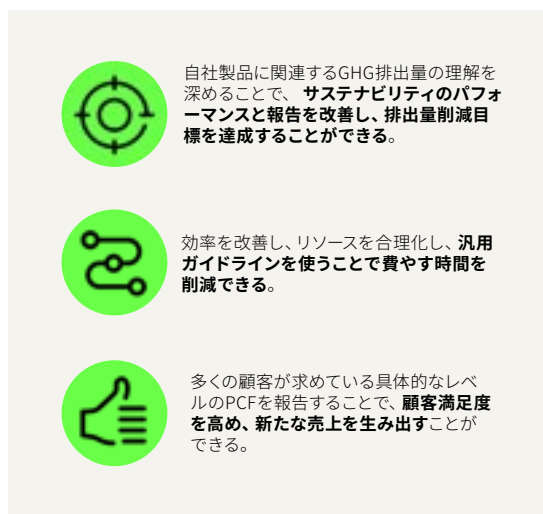 自社製品に関連するGHG排出量の理解を
深めることで、 サステナビリティのパフォ
ーマンスと報告を改善し、排出量削減目
標を達成することができる。
効率を改善し、リソースを合理化し、汎用
ガイドラインを使うことで費やす時間を
削減できる。
多くの顧客が求めている具体的なレベ
ルのPCFを報告することで、顧客満足度
を高め、新たな売上を生み出すことが
できる。